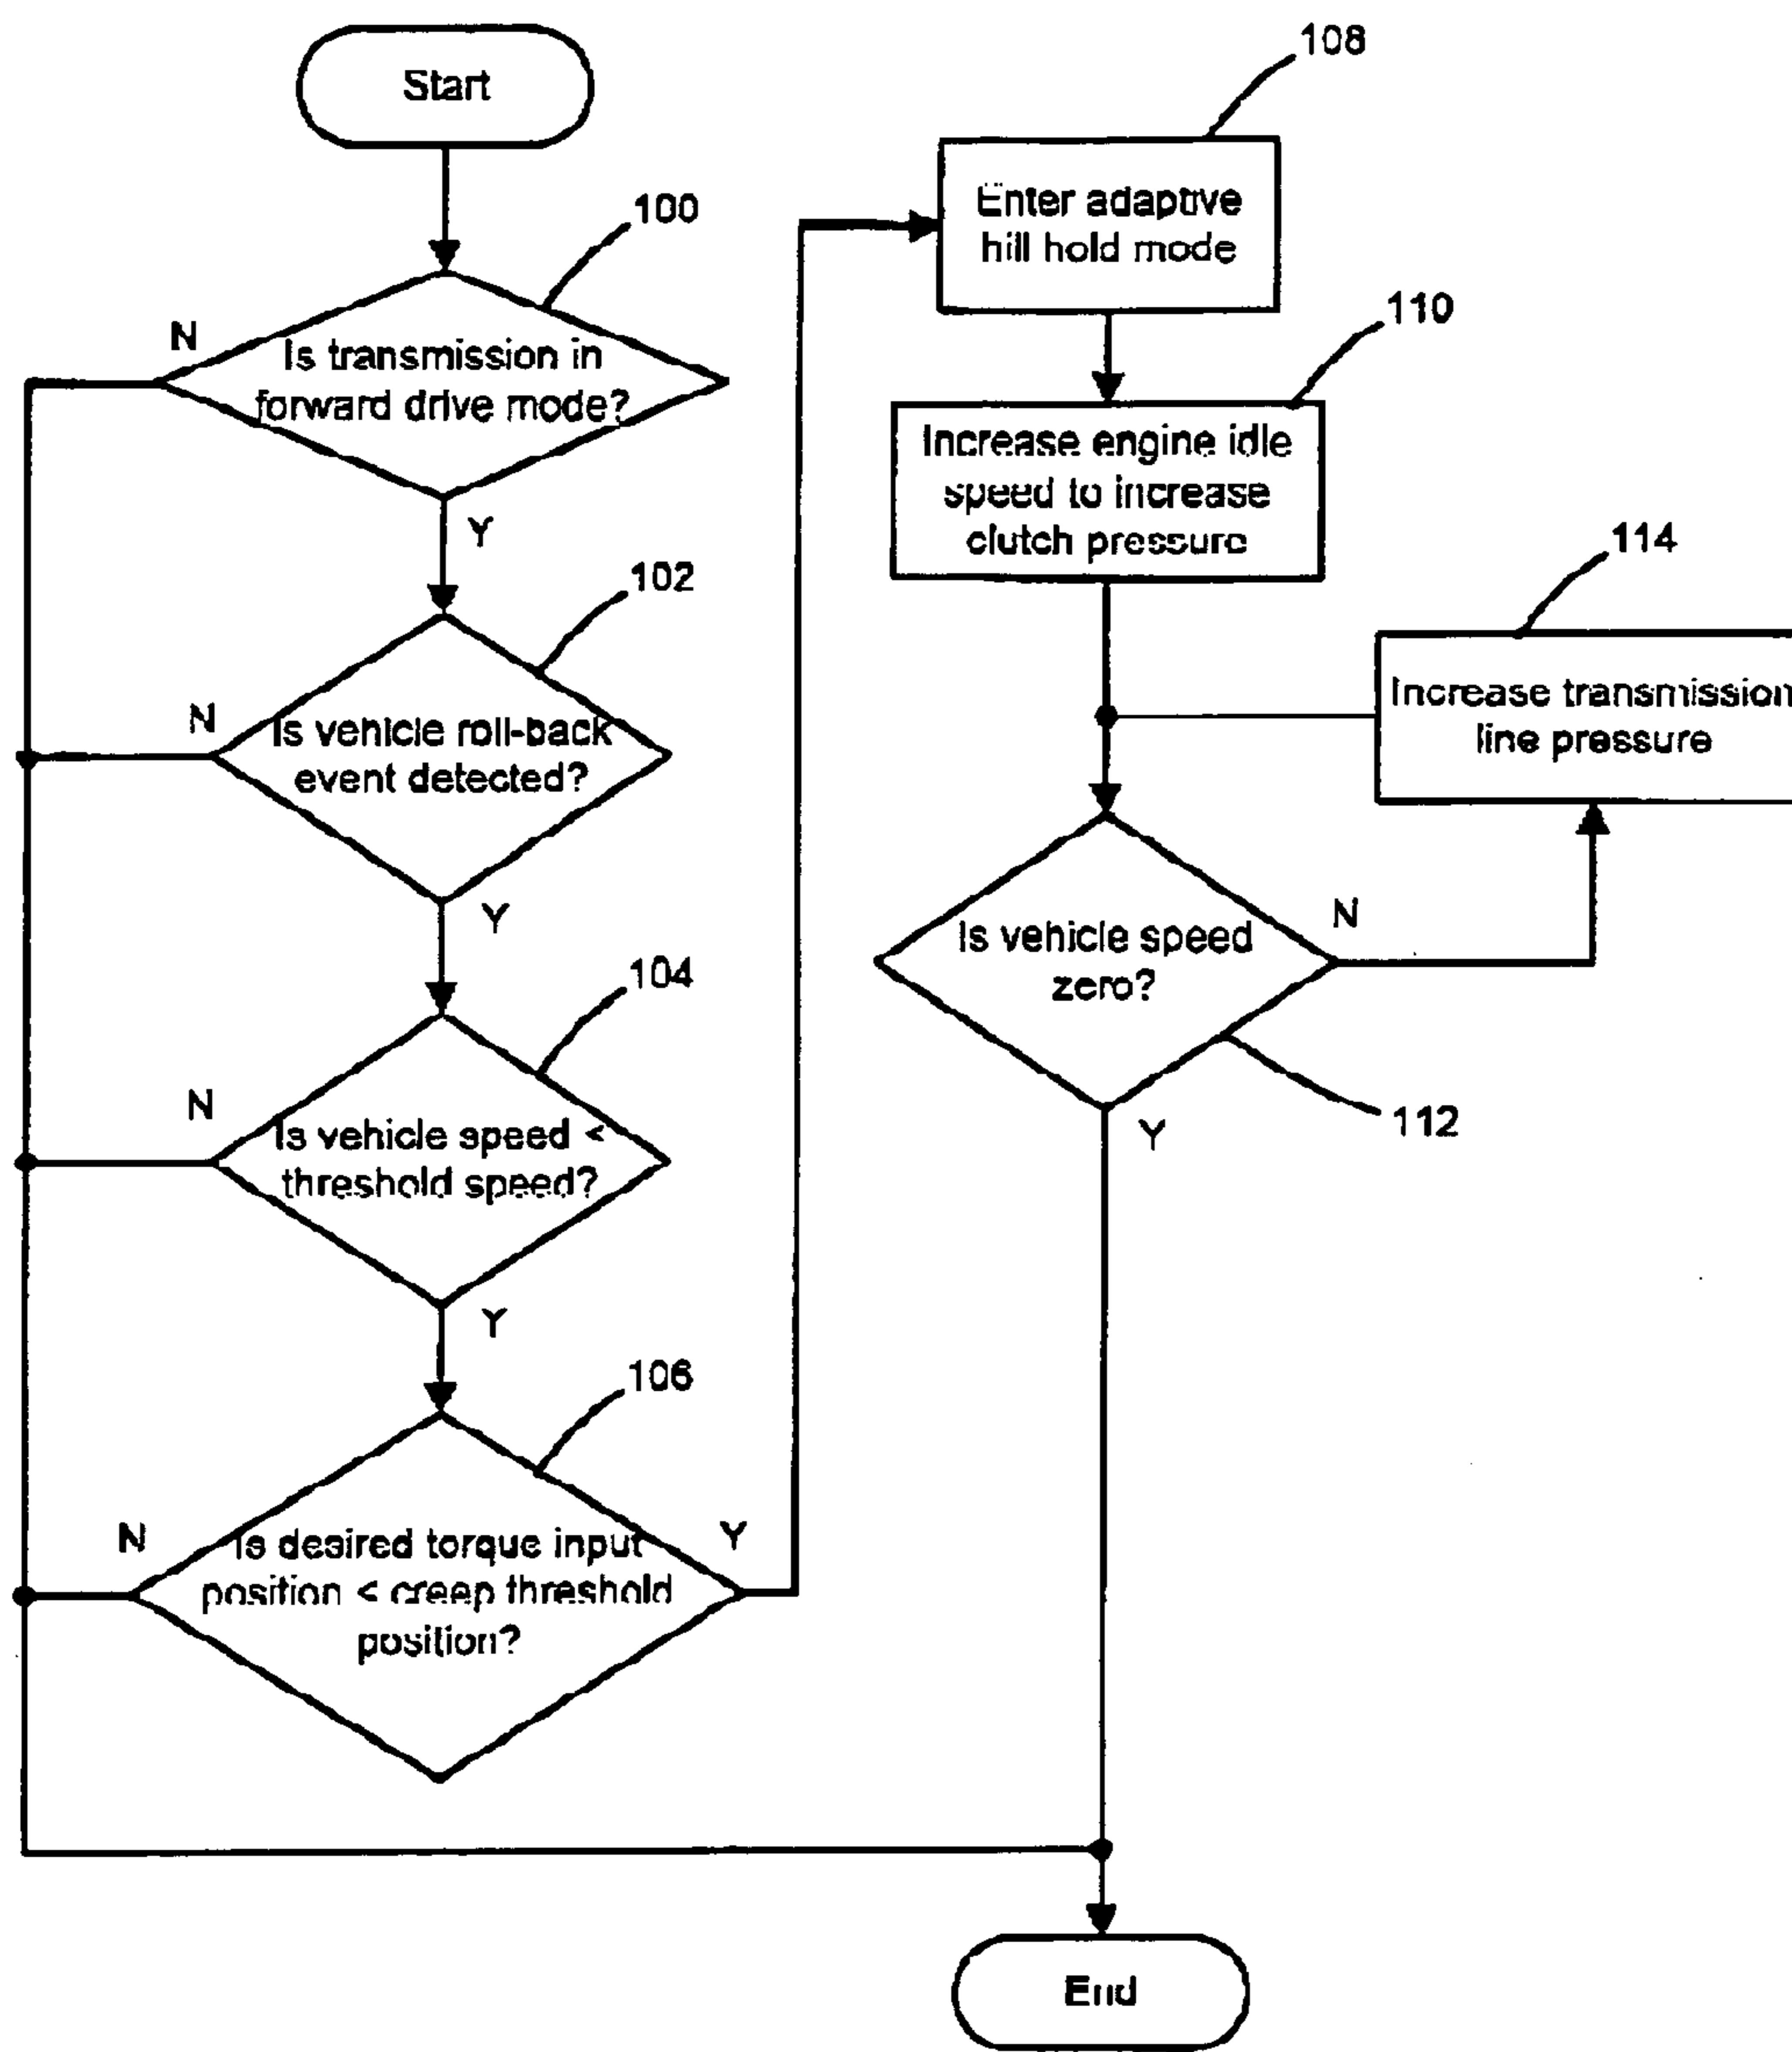 Start
100
N
Is transmission in
forward drive mode?
Y
102
N
Is vehicle roll-back
event detected?
Y
104
N
Is vehicle speed <
threshold speed?
Y
106
N
Is desired torque input
position < creep threshold
position?
Y
108
Enter adaptive
hill hold mode
110
Increase engine idle
speed to increase
clutch pressure
114
Increase transmission
line pressure
Is vehicle speed
zero?
N
112
Y
End